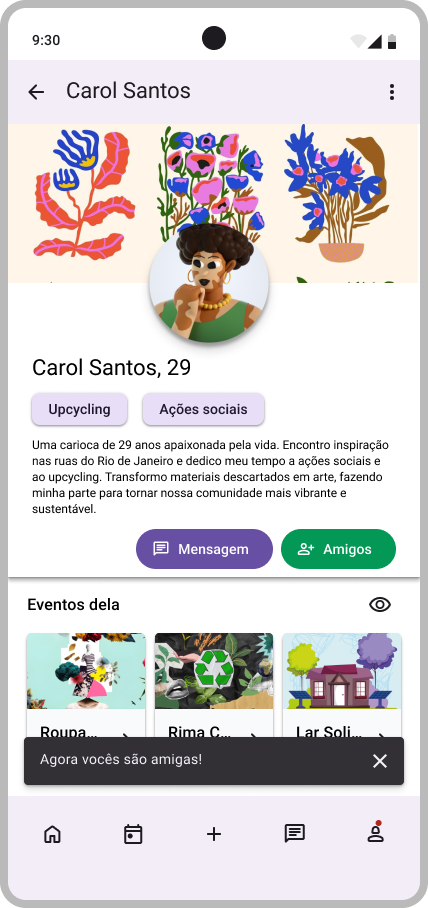 9:30
Carol Santos
Carol Santos, 29
Upcycling
Ações sociais
Uma carioca de 29 anos apaixonada pela vida. Encontro inspiração
nas ruas do Rio de Janeiro e dedico meu tempo a ações sociais e
ao upcycling. Transformo materiais descartados em arte, fazendo
minha parte para tornar nossa comunidade mais vibrante e
sustentável.
Mensagem
Amigos
Eventos dela
Roupa...
Rima C...
Lar Soli...
Agora vocês são amigas!